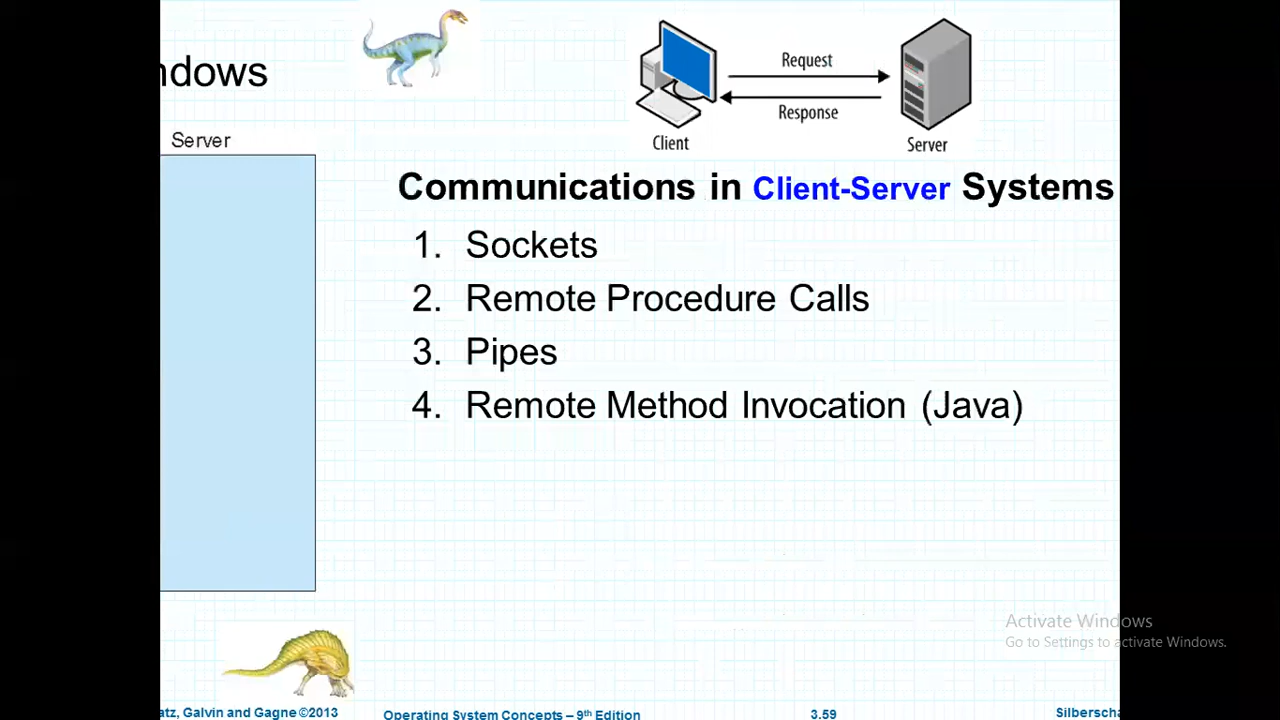 ndows
Server
Request
Response
Client
Server
Communications in Client-Server Systems
1. Sockets
2. Remote Procedure Calls
3. Pipes
4. Remote Method Invocation (Java)
Activate Windows
Go to Settings to activate Windows.
atz, Galvin and Gagne ©2013
Operating System Concepts – 9th Edition
3.59
Silberscha